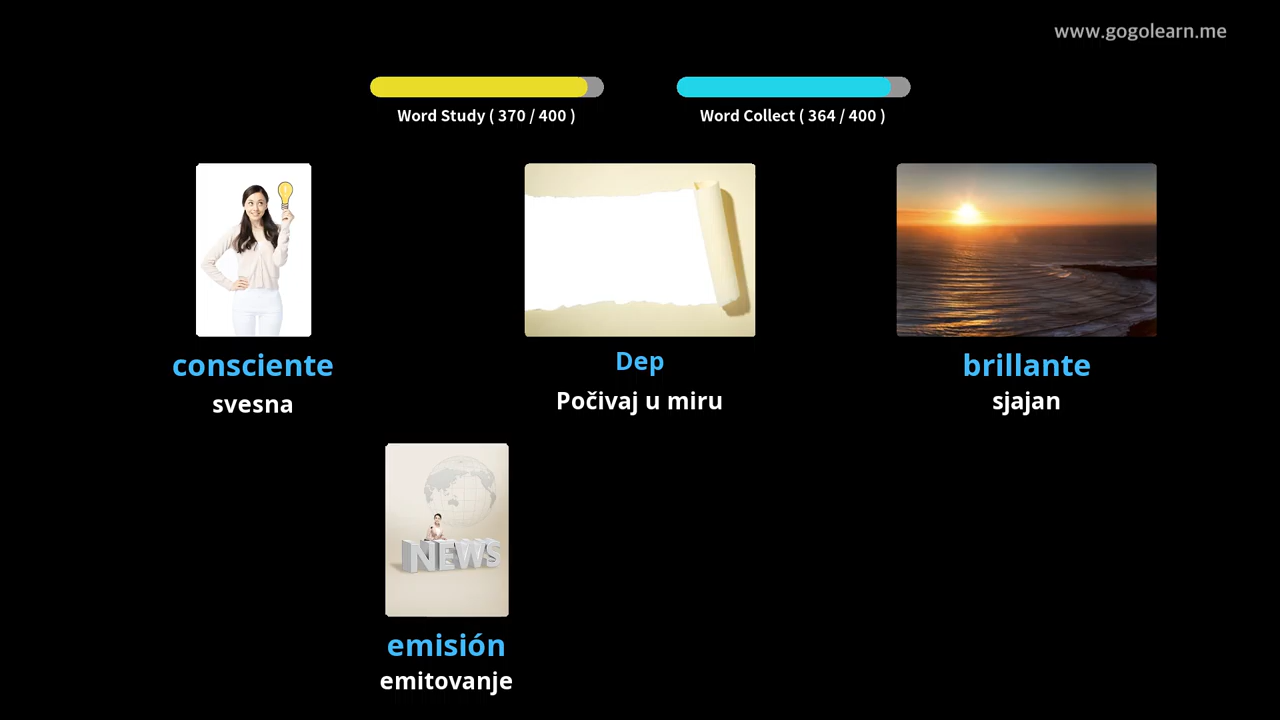 www.gogolearn.me
Word Study ( 370 / 400 )
Word Collect ( 364 / 400 )
consciente
svesna
Dep
Počivaj u miru
brillante
sjajan
NEWS
emisión
emitovanje